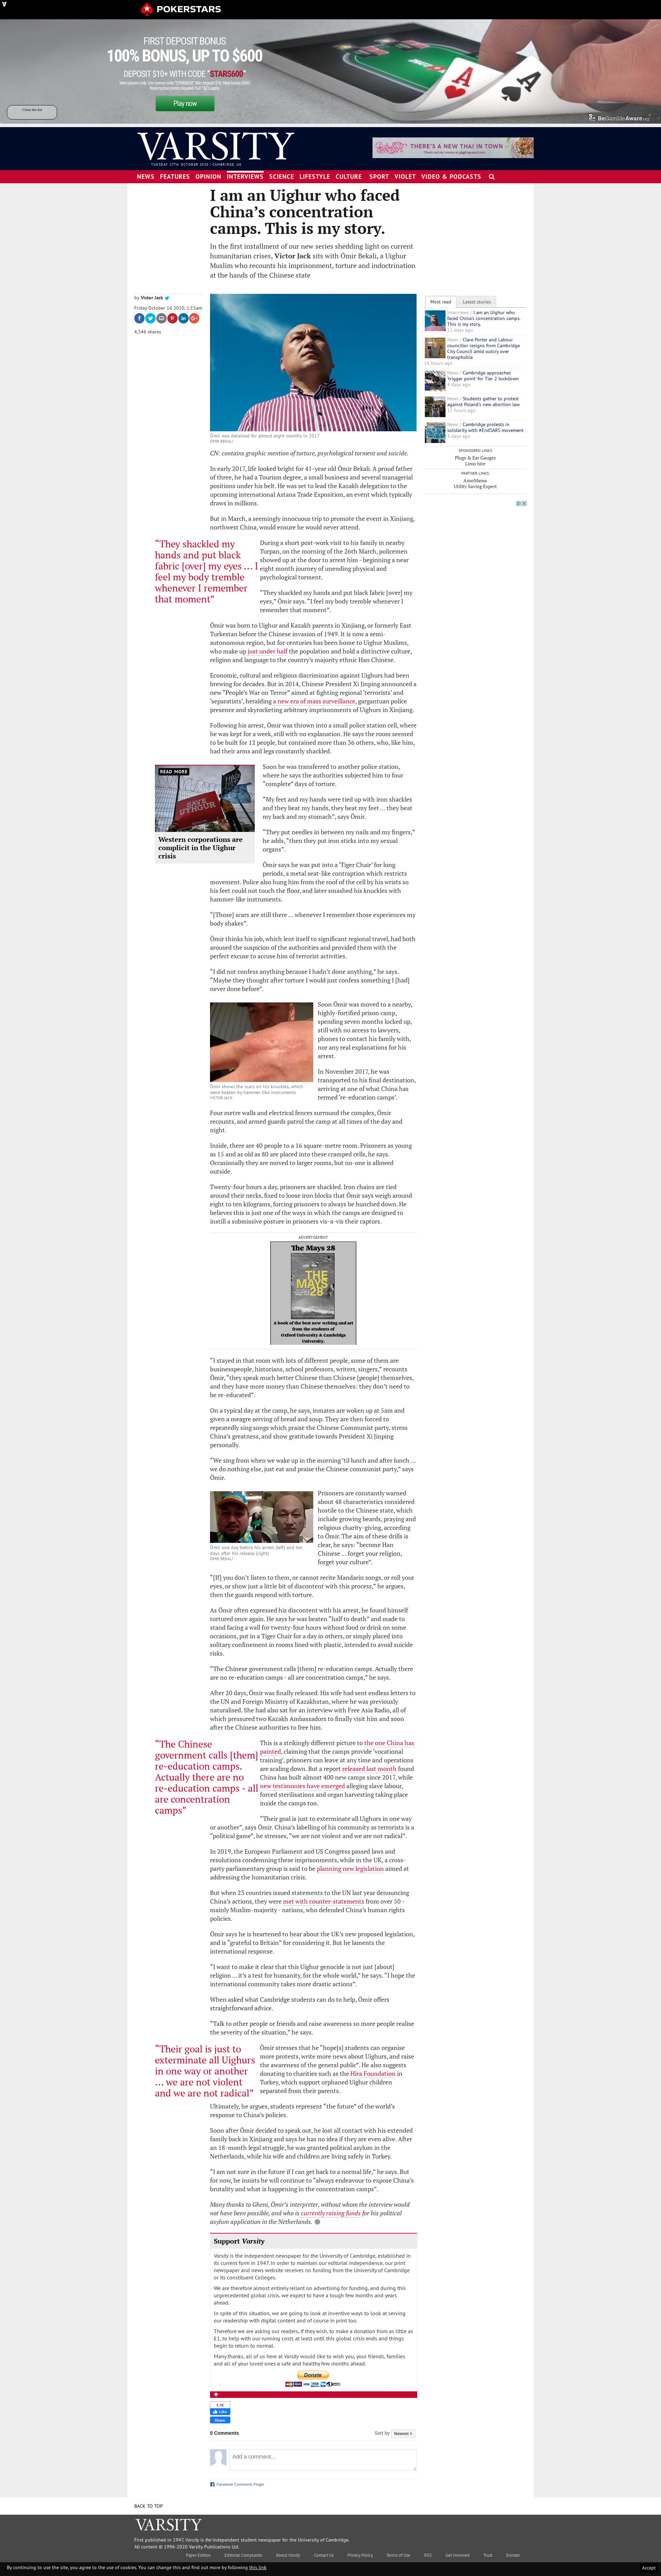 V
POKERSTARS
FIRST DEPOSIT BONUS
100% BONUS, UP TO $600
DEPOSIT $10+ WITH CODE "STARS600"
Play now
Close the Ad
BeGambleAware.org
VARSITY
TUESDAY 27TH OCTOBER 2020 | CAMBRIDGE, UK
THERE'S A NEW THAI IN TOWN
NEWS FEATURES OPINION INTERVIEWS SCIENCE LIFESTYLE CULTURE SPORT VIOLET VIDEO & PODCASTS
I am an Uighur who faced
China's concentration
camps. This is my story.
In the first installment of our new series shedding light on current
humanitarian crises, Victor Jack sits with Ömir Bekali, a Uighur
Muslim who recounts his imprisonment, torture and indoctrination
at the hands of the Chinese state
by Victor Jack
Friday October 16 2020, 1:15am
4,346 shares
Ömir was detained for almost eight months in 2017
ÖMIR BEKALI
Most read Latest stories
Interviews / I am an Uighur who
faced China's concentration camps.
This is my story.
11 days ago
News / Clare Porter and Labour
councillor resigns from Cambridge
City Council amid outcry over
transphobia
16 hours ago
News / Cambridge approaches
'trigger point' for Tier 2 lockdown
4 days ago
News / Students gather to protest
against Poland's new abortion law
11 hours ago
News / Cambridge protests in
solidarity with #EndSARS movement
3 days ago
SPONSORED LINKS
Plugs & Ear Gauges
Limo hire
PARTNER LINKS
AmoMama
Utility Saving Expert
CN: contains graphic mention of torture, psychological torment and suicide.
In early 2017, life looked bright for 41-year old Ömir Bekali. A proud father
of three, he had a Tourism degree, a small business and several managerial
jobs under his belt. He was set to lead the Kazakh delegation to the
upcoming international Astana Trade Exposition, an event which typically
draws in millions.
But in March, a seemingly innocuous trip to promote the event in Xinjiang,
northwest China, would ensure he would never attend.
"They shackled my
hands and put black
fabric [over] my eyes ... I
feel my body tremble
whenever I remember
that moment"
During a short post-work visit to his family in nearby
Turpan, on the morning of the 26th March, policemen
showed up at the door to arrest him - beginning a near
eight month journey of unending physical and
psychological torment.
"They shackled my hands and put black fabric [over] my
eyes," Ömir says. "I feel my body tremble whenever I
remember that moment".
Ömir was born to Uighur and Kazakh parents in Xinjiang, or formerly East
Turkestan before the Chinese invasion of 1949. It is now a semi-
autonomous region, but for centuries has been home to Uighur Muslims,
who make up just under half the population and hold a distinctive culture,
religion and language to the country's majority ethnic Han Chinese.
Economic, cultural and religious discrimination against Uighurs had been
brewing for decades. But in 2014, Chinese President Xi Jinping announced a
new "People's War on Terror" aimed at fighting regional 'terrorists' and
'separatists', heralding a new era of mass surveillance, gargantuan police
presence and skyrocketing arbitrary imprisonments of Uighurs in Xinjiang.
Following his arrest, Ömir was thrown into a small police station cell, where
he was kept for a week, still with no explanation. He says the room seemed
to be built for 12 people, but contained more than 36 others, who, like him,
had their arms and legs constantly shackled.
READ MORE
SAVE UYGHUR
Western corporations are
complicit in the Uighur
crisis
Soon he was transferred to another police station,
where he says the authorities subjected him to four
"complete" days of torture.
"My feet and my hands were tied up with iron shackles
and they beat my hands, they beat my feet ... they beat
my back and my stomach", says Ömir.
"They put needles in between my nails and my fingers,"
he adds, "then they put iron sticks into my sexual
organs".
Ömir says he was put into a 'Tiger Chair' for long
periods, a metal seat-like contraption which restricts
movement. Police also hung him from the roof of the cell by his wrists so
his feet could not touch the floor, and later smashed his knuckles with
hammer-like instruments.
"[Those] scars are still there ... whenever I remember those experiences my
body shakes".
Ömir thinks his job, which lent itself to significant regional travel, had both
aroused the suspicion of the authorities and provided them with the
perfect excuse to accuse him of terrorist activities.
"I did not confess anything because I hadn't done anything," he says.
"Maybe they thought after torture I would just confess something I [had]
never done before".
Ömir shows the scars on his knuckles, which
were beaten by hammer-like instruments
VICTOR JACK
Soon Ömir was moved to a nearby,
highly-fortified prison camp,
spending seven months locked up,
still with no access to lawyers,
phones to contact his family with,
nor any real explanations for his
arrest.
In November 2017, he was
transported to his final destination,
arriving at one of what China has
termed 're-education camps'.
Four metre walls and electrical fences surround the complex, Ömir
recounts, and armed guards patrol the camp at all times of the day and
night.
Inside, there are 40 people to a 16 square-metre room. Prisoners as young
as 15 and as old as 80 are placed into these cramped cells, he says.
Occasionally they are moved to larger rooms, but no-one is allowed
outside.
Twenty-four hours a day, prisoners are shackled. Iron chains are tied
around their necks, fixed to loose iron blocks that Ömir says weigh around
eight to ten kilograms, forcing prisoners to always be hunched down. He
believes this is just one of the ways in which the camps are designed to
instill a submissive posture in prisoners vis-a-vis their captors.
ADVERTISEMENT
The Mays 28
THE
MAYS
28
A book of the best new writing and art
from the students of
Oxford University & Cambridge
University.
"I stayed in that room with lots of different people, some of them are
businesspeople, historians, school professors, writers, singers," recounts
Ömir, "they speak much better Chinese than Chinese [people] themselves,
and they have more money than Chinese themselves: they don't need to
be re-educated".
On a typical day at the camp, he says, inmates are woken up at 5am and
given a meagre serving of bread and soup. They are then forced to
repeatedly sing songs which praise the Chinese Communist party, stress
China's greatness, and show gratitude towards President Xi Jinping
personally.
"We sing from when we wake up in the morning 'til lunch and after lunch ...
we do nothing else, just eat and praise the Chinese communist party," says
Ömir.
Ömir one day before his arrest (left) and ten
days after his release (right)
ÖMIR BEKALI
Prisoners are constantly warned
about 48 characteristics considered
hostile to the Chinese state, which
include growing beards, praying and
religious charity-giving, according
to Ömir. The aim of these drills is
clear, he says: "become Han
Chinese ... forget your religion,
forget your culture".
"[If] you don't listen to them, or cannot recite Mandarin songs, or roll your
eyes, or show just a little bit of discontent with this process," he argues,
then the guards respond with torture.
As Ömir often expressed his discontent with his arrest, he found himself
tortured once again. He says he was beaten "half to death" and made to
stand facing a wall for twenty-four hours without food or drink on some
occasions, put in a Tiger Chair for a day in others, or simply placed into
solitary confinement in rooms lined with plastic, intended to avoid suicide
risks.
"The Chinese government calls [them] re-education camps. Actually there
are no re-education camps - all are concentration camps," he says.
After 20 days, Ömir was finally released. His wife had sent endless letters to
the UN and Foreign Ministry of Kazakhstan, where he was previously
naturalised. She had also sat for an interview with Free Asia Radio, all of
which pressured two Kazakh Ambassadors to finally visit him and soon
after the Chinese authorities to free him.
"The Chinese
government calls [them]
re-education camps.
Actually there are no
re-education camps - all
are concentration
camps"
This is a strikingly different picture to the one China has
painted, claiming that the camps provide 'vocational
training', prisoners can leave at any time and operations
are scaling down. But a report released last month found
China has built almost 400 new camps since 2017, while
new testimonies have emerged alleging slave labour,
forced sterilisations and organ harvesting take place
inside the camps too.
"Their goal is just to exterminate all Uighurs in one way
or another", says Ömir. China's labelling of his community as terrorists is a
"political game", he stresses, "we are not violent and we are not radical".
In 2019, the European Parliament and US Congress passed laws and
resolutions condemning these imprisonments, while in the UK, a cross-
party parliamentary group is said to be planning new legislation aimed at
addressing the humanitarian crisis.
But when 23 countries issued statements to the UN last year denouncing
China's actions, they were met with counter-statements from over 50 -
mainly Muslim-majority - nations, who defended China's human rights
policies.
Ömir says he is heartened to hear about the UK's new proposed legislation,
and is "grateful to Britain" for considering it. But he laments the
international response.
"I want to make it clear that this Uighur genocide is not just [about]
religion ... it's a test for humanity, for the whole world," he says. "I hope the
international community takes more drastic actions".
When asked what Cambridge students can do to help, Ömir offers
straightforward advice.
"Talk to other people or friends and raise awareness so more people realise
the severity of the situation," he says.
"Their goal is just to
exterminate all Uighurs
in one way or another
... we are not violent
and we are not radical"
Ömir stresses that he "hope[s] students can organise
more protests, write more news about Uighurs, and raise
the awareness of the general public". He also suggests
donating to charities such as the Hira Foundation in
Turkey, which support orphaned Uighur children
separated from their parents.
Ultimately, he argues, students represent "the future" of the world's
response to China's policies.
Soon after Ömir decided to speak out, he lost all contact with his extended
family back in Xinjiang and says he has no idea if they are even alive. After
an 18-month legal struggle, he was granted political asylum in the
Netherlands, while his wife and children are living safely in Turkey.
"I am not sure in the future if I can get back to a normal life," he says. But
for now, he insists he will continue to "always endeavour to expose China's
brutality and what is happening in the concentration camps".
Many thanks to Gheni, Ömir's interpreter, without whom the interview would
not have been possible, and who is currently raising funds for his political
asylum application in the Netherlands.
Support Varsity
Varsity is the independent newspaper for the University of Cambridge, established in
its current form in 1947. In order to maintain our editorial independence, our print
newspaper and news website receives no funding from the University of Cambridge
or its constituent Colleges.
We are therefore almost entirely reliant on advertising for funding, and during this
unprecedented global crisis, we expect to have a tough few months and years
ahead.
In spite of this situation, we are going to look at inventive ways to look at serving
our readership with digital content and of course in print too.
Therefore we are asking our readers, if they wish, to make a donation from as little as
£1, to help with our running costs at least until this global crisis ends and things
begin to return to normal.
Many thanks, all of us here at Varsity would like to wish you, your friends, families
and all of your loved ones a safe and healthy few months ahead.
Donate
4.3K
Like
Share
0 Comments
Sort by Newest
Add a comment...
Facebook Comments Plugin
BACK TO TOP
VARSITY
First published in 1947, Varsity is the independent student newspaper for the University of Cambridge.
All content © 1996-2020 Varsity Publications Ltd.
Paper Edition Editorial Complaints About Varsity Contact Us Privacy Policy Terms of Use RSS Get Involved Trust Donate
By continuing to use the site, you agree to the use of cookies. You can change this and find out more by following this link
Accept